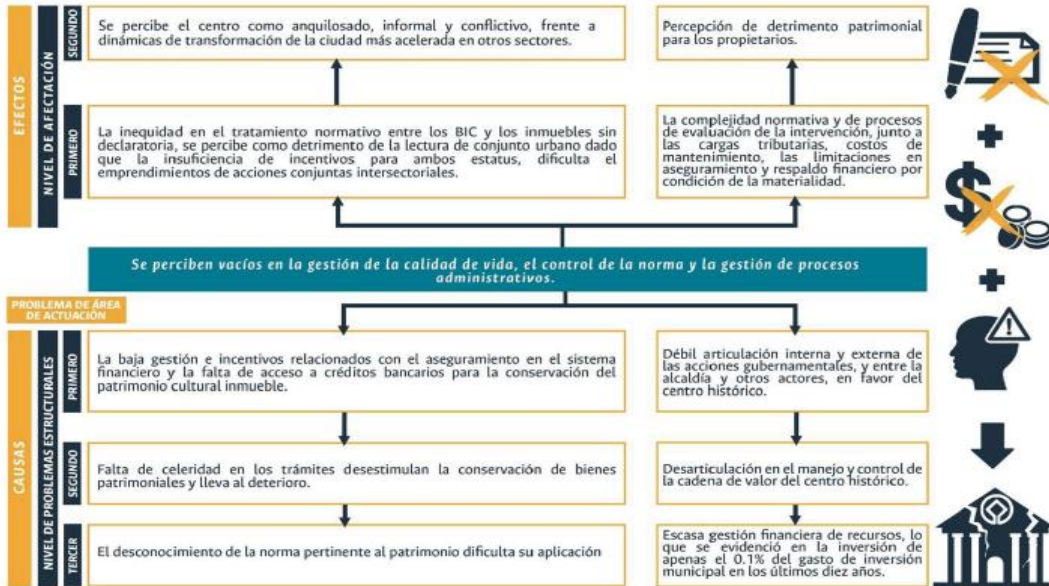 EFECTOS
NIVEL DE AFECTACIÓN
SEGUNDO
Se percibe el centro como anquilosado, informal y conflictivo, frente a
dinámicas de transformación de la ciudad más acelerada en otros sectores.
Percepción de detrimento patrimonial
para los propietarios.
PRIMERO
La inequidad en el tratamiento normativo entre los BIC y los inmuebles sin
declaratoria, se percibe como detrimento de la lectura de conjunto urbano dado
que la insuficiencia de incentivos para ambos estatus, dificulta el
emprendimientos de acciones conjuntas intersectoriales.
La complejidad normativa y de procesos
de evaluación de la intervención, junto a
las cargas tributarias, costos de
mantenimiento, las limitaciones en
aseguramiento y respaldo financiero por
condición de la materialidad.
Se perciben vacíos en la gestión de la calidad de vida, el control de la norma y la gestión de procesos
administrativos.
PROBLEMA DE ÁREA
DE ACTUACIÓN
CAUSAS
NIVEL DE PROBLEMAS ESTRUCTURALES
PRIMERO
La baja gestión e incentivos relacionados con el aseguramiento en el sistema
financiero y la falta de acceso a créditos bancarios para la conservación del
patrimonio cultural inmueble.
Débil articulación interna y externa de
las acciones gubernamentales, y entre la
alcaldía y otros actores, en favor del
centro histórico.
SEGUNDO
Falta de celeridad en los trámites desestimulan la conservación de bienes
patrimoniales y lleva al deterioro.
Desarticulación en el manejo y control de
la cadena de valor del centro histórico.
TERCER
El desconocimiento de la norma pertinente al patrimonio dificulta su aplicación
Escasa gestión financiera de recursos, lo
que se evidenció en la inversión de
apenas el 0.1% del gasto de inversión
municipal en los últimos diez años.